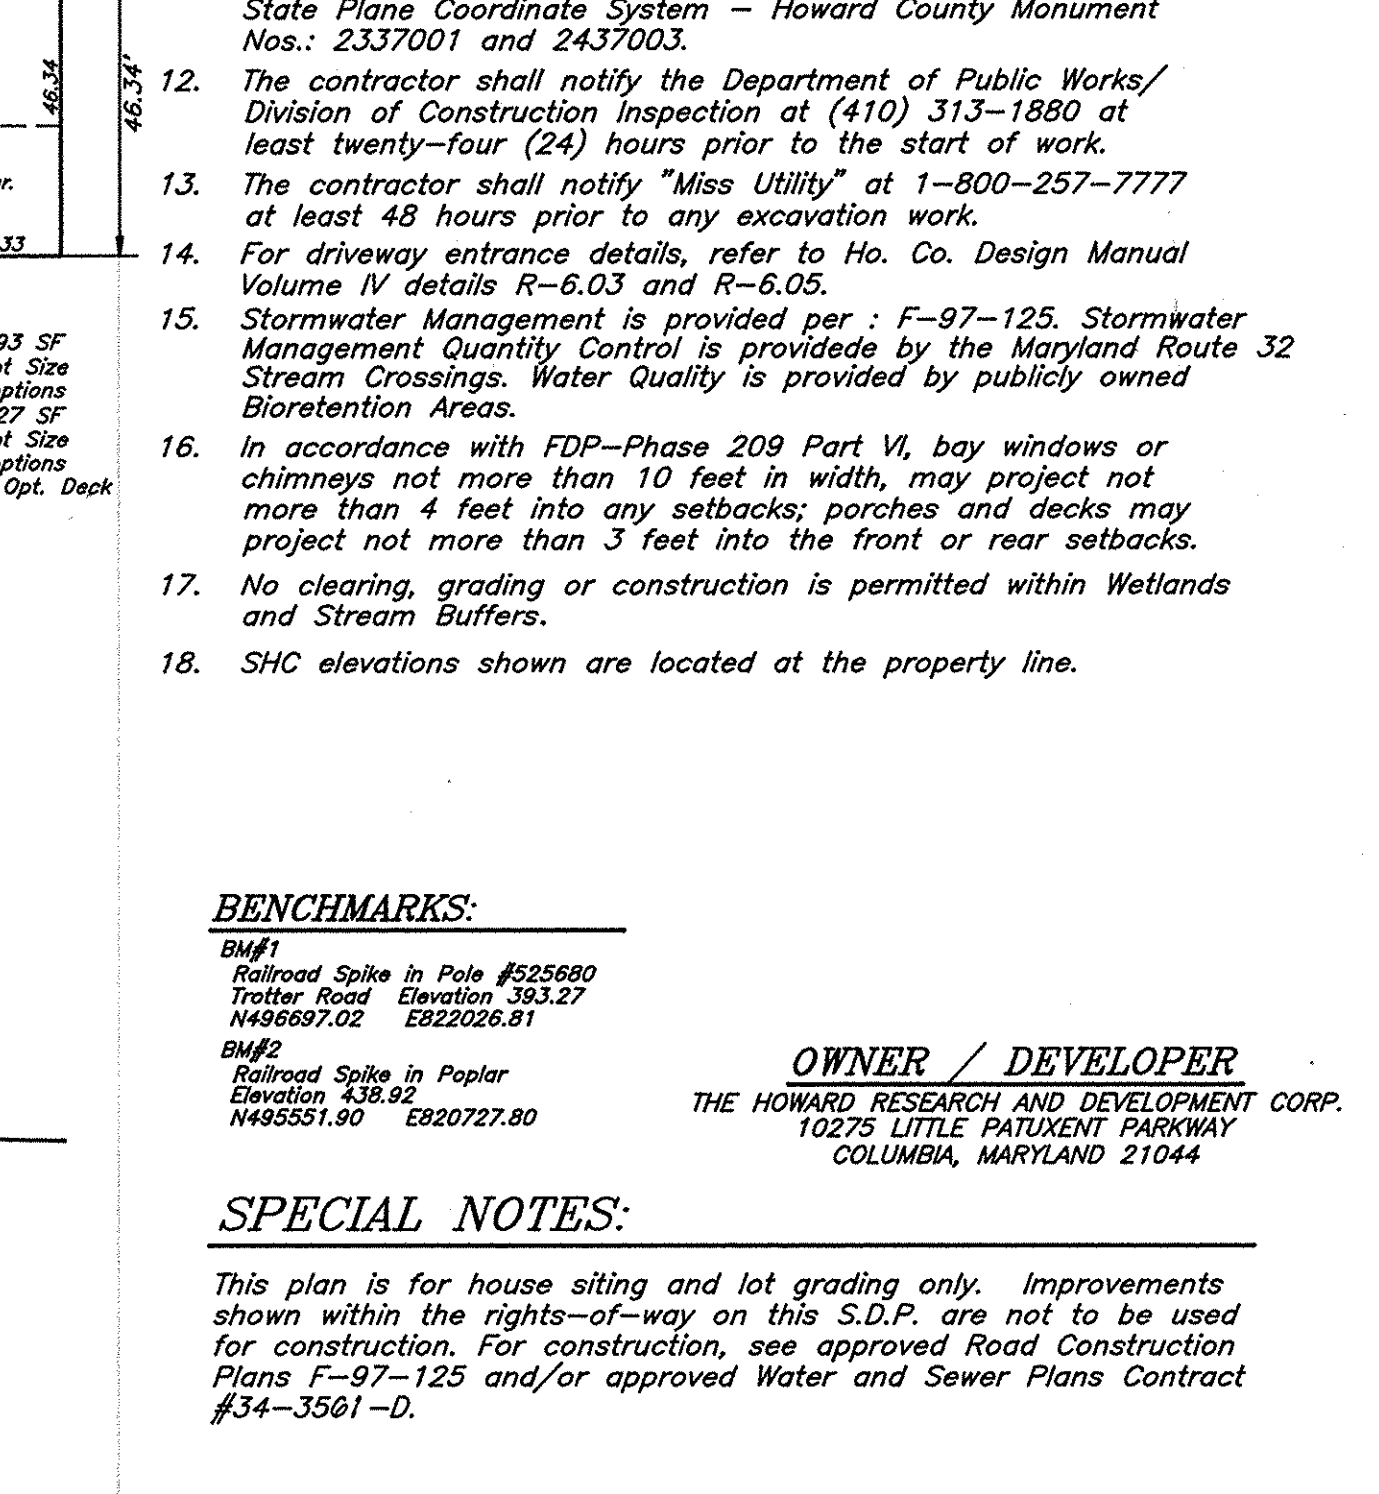 State Plane Coordinate System – Howard County Monument
Nos.: 2337001 and 2437003.
12. The contractor shall notify the Department of Public Works/
Division of Construction Inspection at (410) 313–1880 at
least twenty–four (24) hours prior to the start of work.
13. The contractor shall notify "Miss Utility" at 1–800–257–7777
at least 48 hours prior to any excavation work.
14. For driveway entrance details, refer to Ho. Co. Design Manual
Volume IV details R–6.03 and R–6.05.
15. Stormwater Management is provided per : F–97–125. Stormwater
Management Quantity Control is providede by the Maryland Route 32
Stream Crossings. Water Quality is provided by publicly owned
Bioretention Areas.
16. In accordance with FDP–Phase 209 Part VI, bay windows or
chimneys not more than 10 feet in width, may project not
more than 4 feet into any setbacks; porches and decks may
project not more than 3 feet into the front or rear setbacks.
17. No clearing, grading or construction is permitted within Wetlands
and Stream Buffers.
18. SHC elevations shown are located at the property line.
46.34
46.34'
r.
33
93 SF
t Size
ptions
27 SF
t Size
ptions
Opt. Deck
BENCHMARKS:
BM#1
Railroad Spike in Pole #525680
Trotter Road Elevation 393.27
N496697.02 E822026.81
BM#2
Railroad Spike in Poplar
Elevation 438.92
N495551.90 E820727.80
OWNER / DEVELOPER
THE HOWARD RESEARCH AND DEVELOPMENT CORP.
10275 LITTLE PATUXENT PARKWAY
COLUMBIA, MARYLAND 21044
SPECIAL NOTES:
This plan is for house siting and lot grading only. Improvements
shown within the rights–of–way on this S.D.P. are not to be used
for construction. For construction, see approved Road Construction
Plans F–97–125 and/or approved Water and Sewer Plans Contract